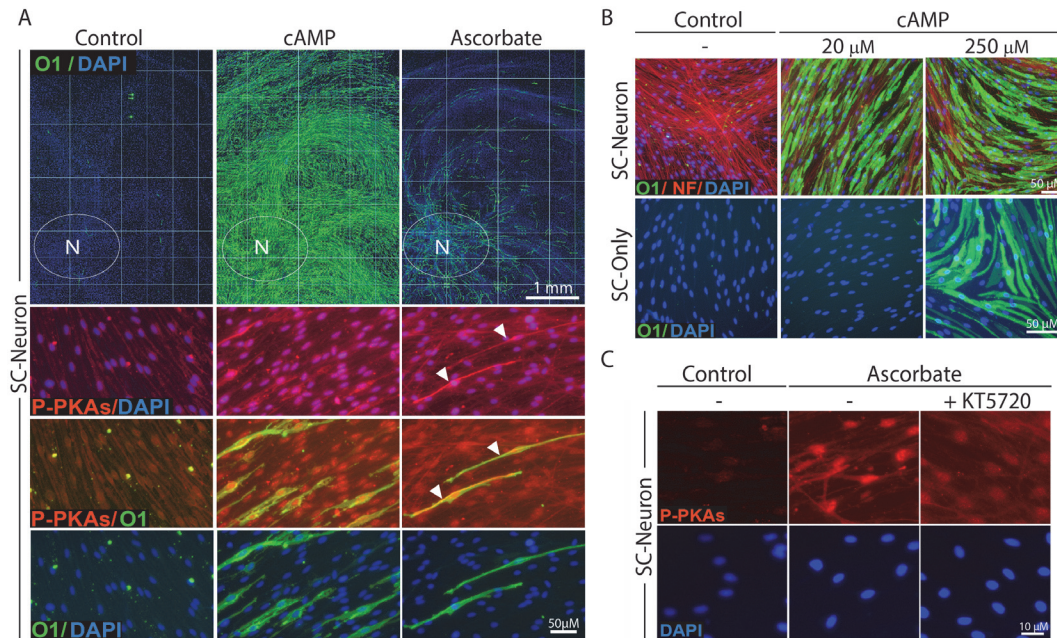 A
Control
cAMP
Ascorbate
SC-Neuron
O1 / DAPI
N
N
N
1 mm
P-PKAs/DAPI
P-PKAs/O1
O1/DAPI
50μM
B
Control
cAMP
-
20 μM
250 μM
SC-Neuron
O1/ NF/DAPI
50 μM
SC-Only
O1/DAPI
50 μM
C
Control
Ascorbate
-
-
+ KT5720
SC-Neuron
P-PKAs
DAPI
10 μM